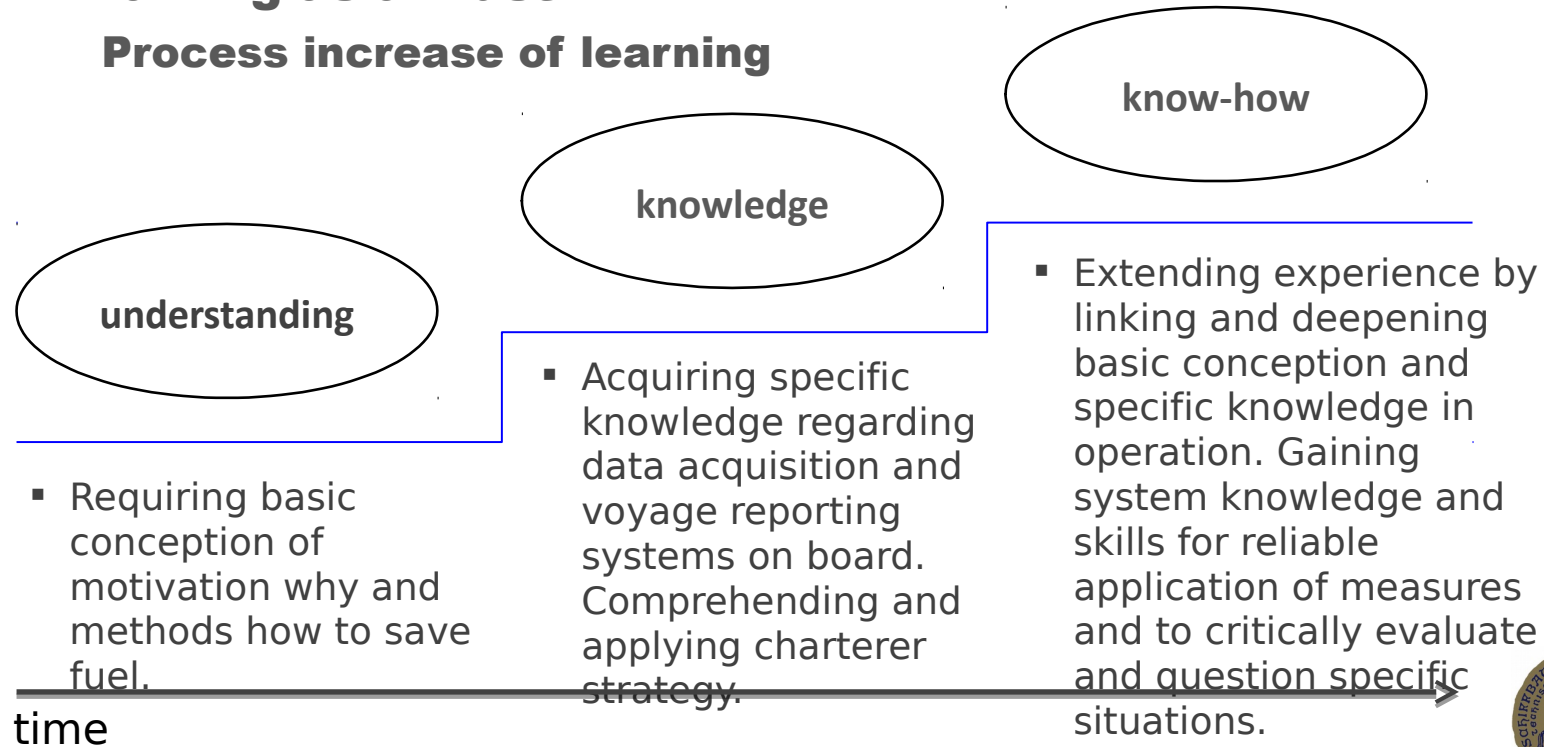 Process increase of learning
know-how
knowledge
understanding
▪ Extending experience by
linking and deepening
basic conception and
specific knowledge in
operation. Gaining
system knowledge and
skills for reliable
application of measures
and to critically evaluate
and question specific
situations.
▪ Acquiring specific
knowledge regarding
data acquisition and
voyage reporting
systems on board.
Comprehending and
applying charterer
strategy.
▪ Requiring basic
conception of
motivation why and
methods how to save
fuel.
time